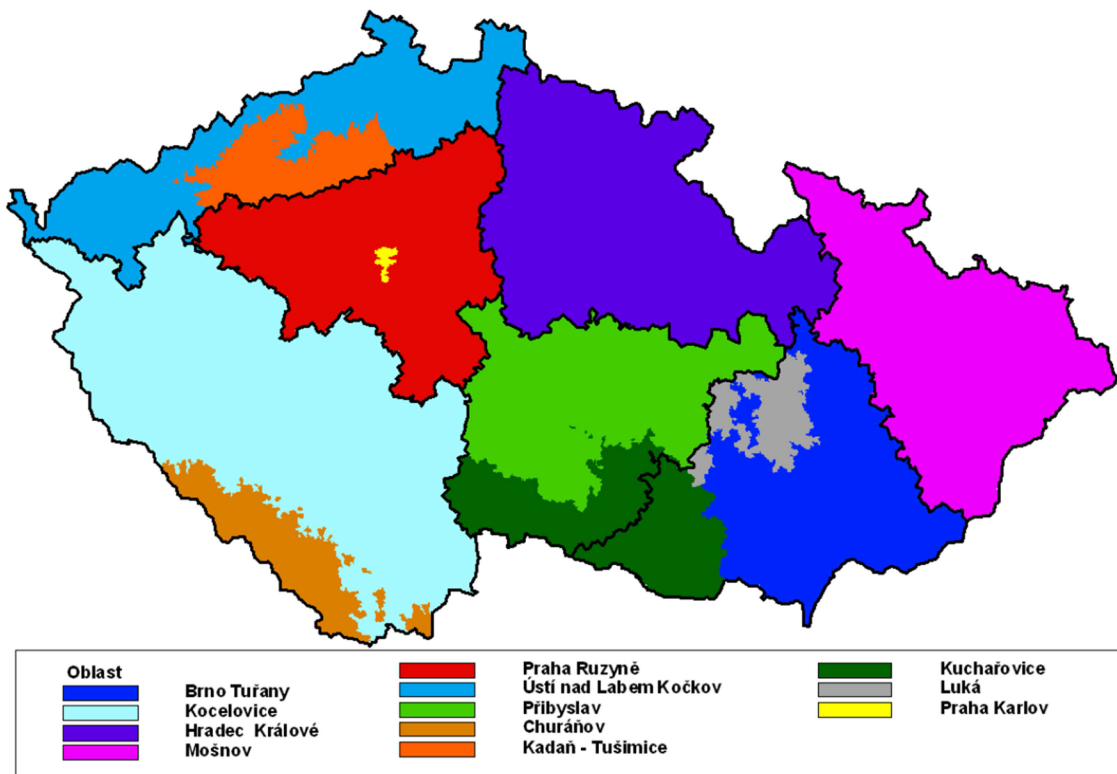 Oblast
Brno Tuřany
Kocelovice
Hradec Králové
Mošnov
Praha Ruzyně
Ústí nad Labem Kočkov
Přibyslav
Churáňov
Kadaň - Tušimice
Kuchařovice
Luká
Praha Karlov